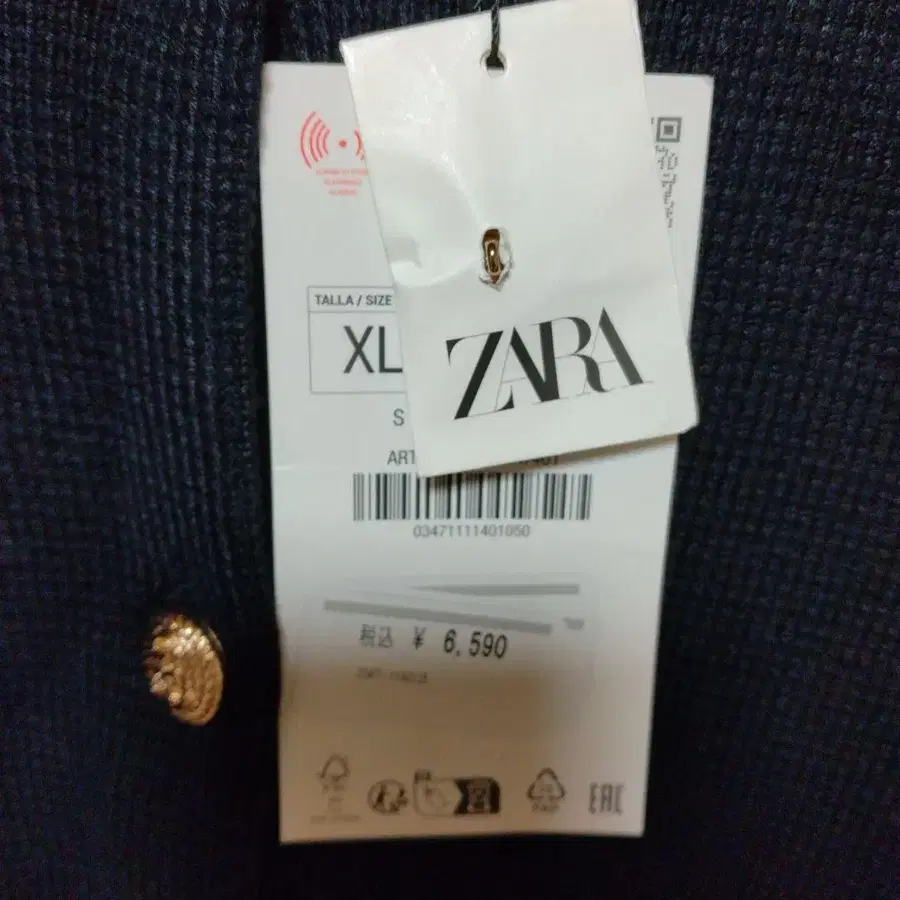 ZARA
TALLA / SIZE
XL
S
ART
03471111401050
税込 ¥ 6,590
EAC